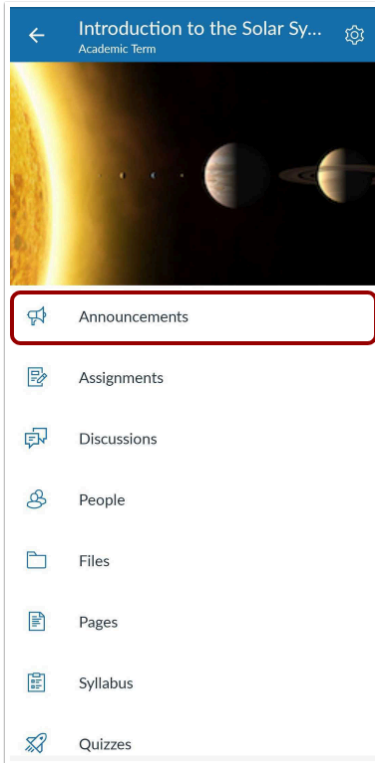 Introduction to the Solar Sy...
Academic Term
Announcements
Assignments
Discussions
People
Files
Pages
Syllabus
Quizzes